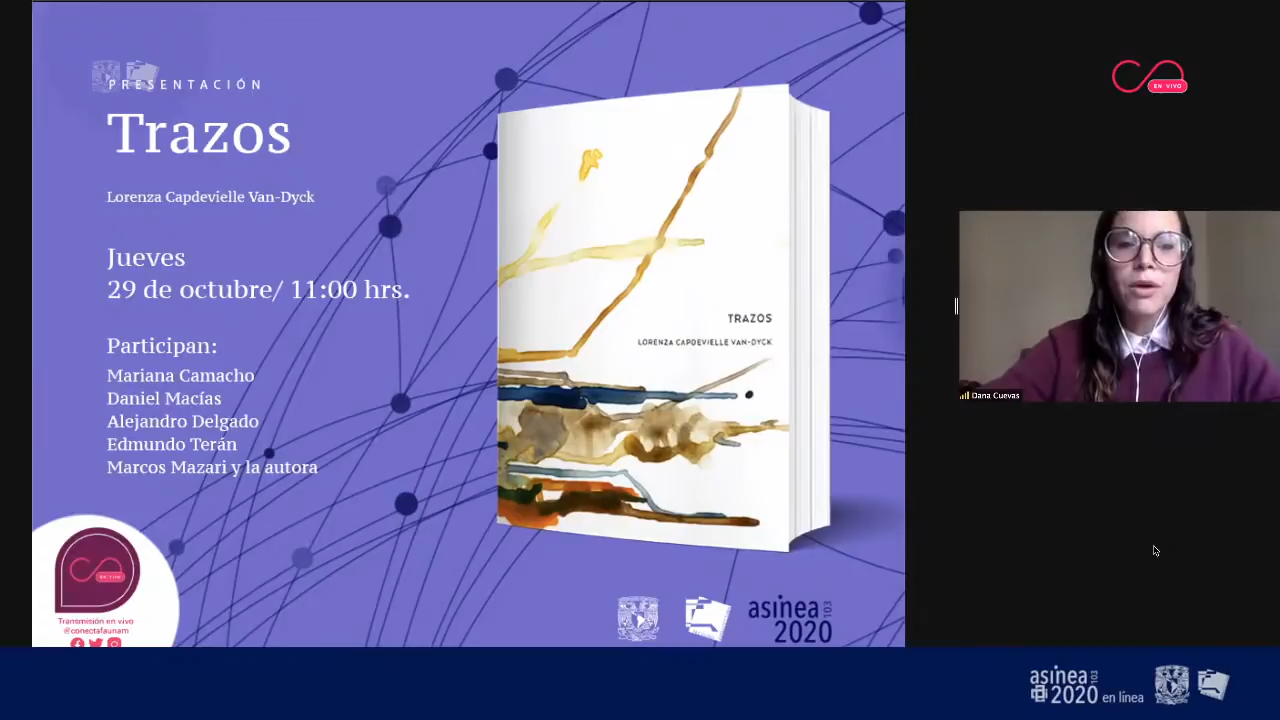 PRESENTACIÓN
Trazos
Lorenza Capdevielle Van-Dyck
Jueves
29 de octubre/ 11:00 hrs.
Participan:
Mariana Camacho
Daniel Macías
Alejandro Delgado
Edmundo Terán
Marcos Mazari y la autora
TRAZOS
LORENZA CAPDEVIELLE VAN-DYCK
EN VIVO
Transmisión en vivo
@conectafaunam
asinea 103
2020
EN VIVO
Dana Cuevas
asinea 103
2020 en línea